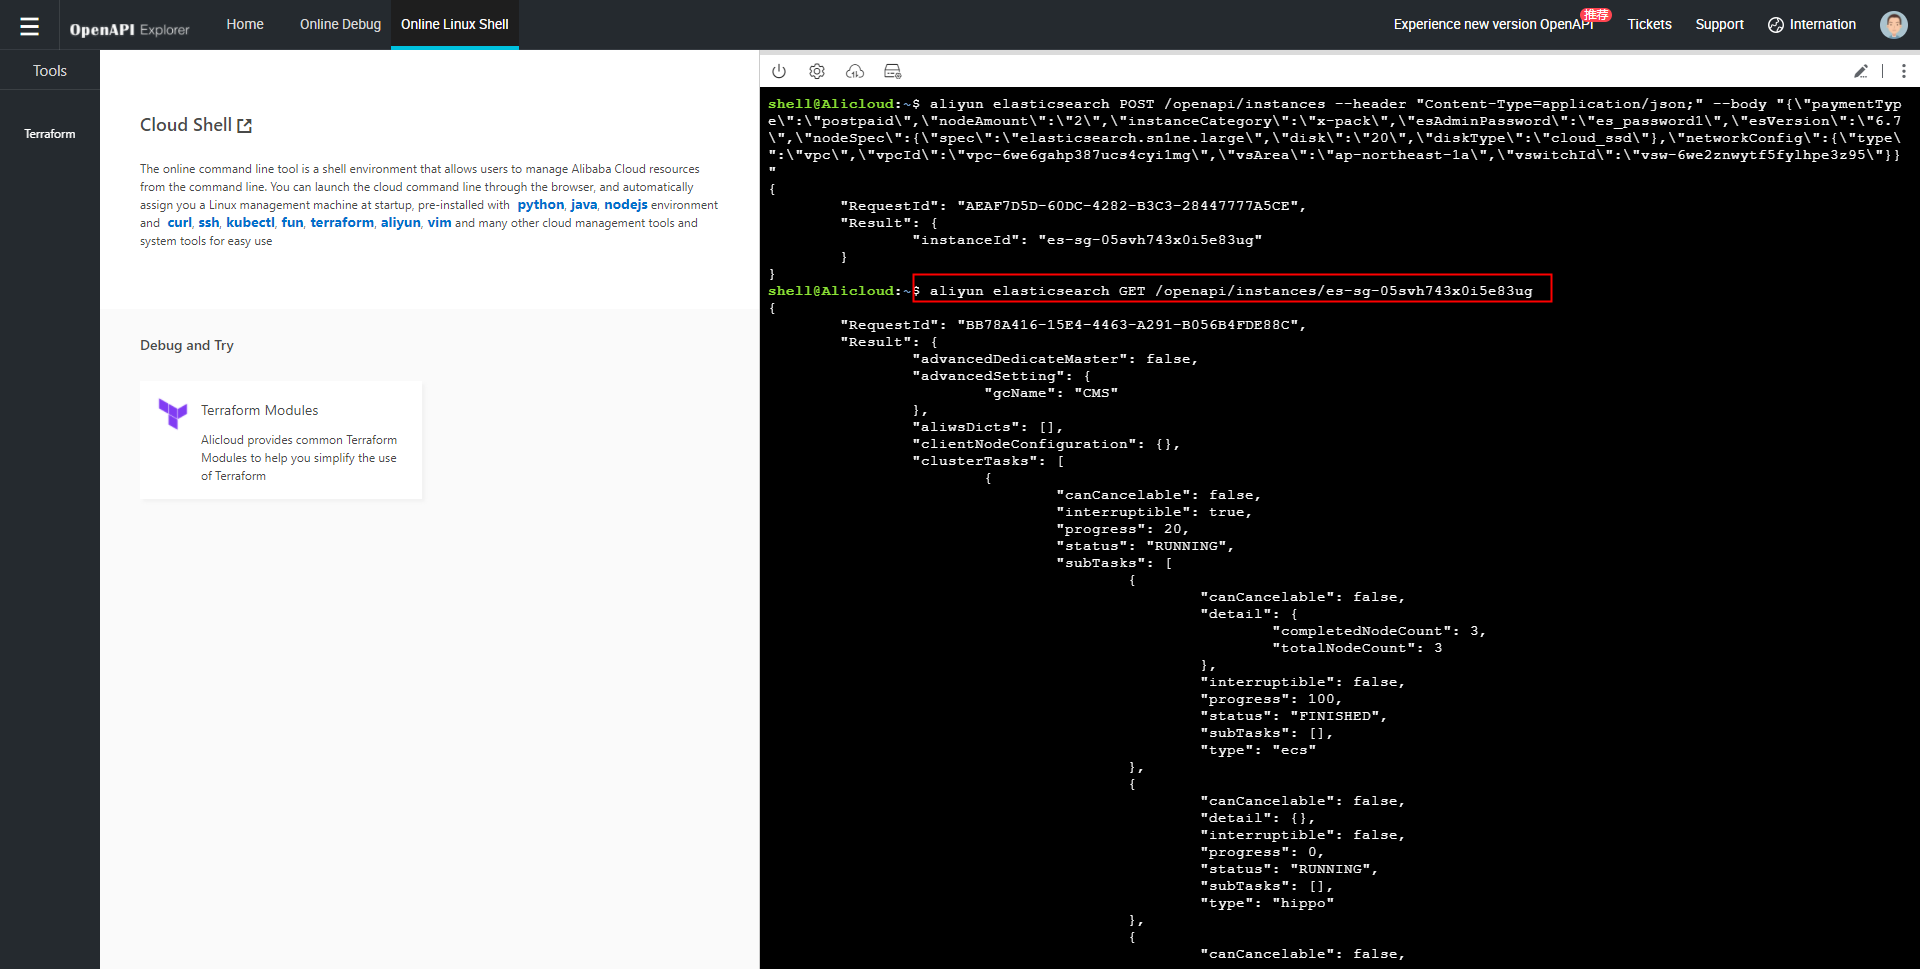 OpenAPI Explorer
Home
Online Debug
Online Linux Shell
Experience new version OpenAPI
推荐
Tickets
Support
Internation
Tools
Terraform
Cloud Shell
The online command line tool is a shell environment that allows users to manage Alibaba Cloud resources
from the command line. You can launch the cloud command line through the browser, and automatically
assign you a Linux management machine at startup, pre-installed with python, java, nodejs environment
and curl, ssh, kubectl, fun, terraform, aliyun, vim and many other cloud management tools and
system tools for easy use
Debug and Try
Terraform Modules
Alicloud provides common Terraform
Modules to help you simplify the use
of Terraform
shell@Alicloud:~$ aliyun elasticsearch POST /openapi/instances --header "Content-Type=application/json;" --body "{\"paymentTyp
e\":\"postpaid\",\"nodeAmount\":\"2\",\"instanceCategory\":\"x-pack\",\"esAdminPassword\":\"es_password1\",\"esVersion\":\"6.7
\",\"nodeSpec\":{\"spec\":\"elasticsearch.sn1ne.large\",\"disk\":\"20\",\"diskType\":\"cloud_ssd\"},\"networkConfig\":{\"type\
":\"vpc\",\"vpcId\":\"vpc-6we6gahp387ucs4cyi1mg\",\"vsArea\":\"ap-northeast-1a\",\"vswitchId\":\"vsw-6we2znwytf5fylhpe3z95\"}}
"
{
"RequestId": "AEAF7D5D-60DC-4282-B3C3-28447777A5CE",
"Result": {
"instanceId": "es-sg-05svh743x0i5e83ug"
}
}
shell@Alicloud:~$ aliyun elasticsearch GET /openapi/instances/es-sg-05svh743x0i5e83ug
{
"RequestId": "BB78A416-15E4-4463-A291-B056B4FDE88C",
"Result": {
"advancedDedicateMaster": false,
"advancedSetting": {
"gcName": "CMS"
},
"aliwsDicts": [],
"clientNodeConfiguration": {},
"clusterTasks": [
{
"canCancelable": false,
"interruptible": true,
"progress": 20,
"status": "RUNNING",
"subTasks": [
{
"canCancelable": false,
"detail": {
"completedNodeCount": 3,
"totalNodeCount": 3
},
"interruptible": false,
"progress": 100,
"status": "FINISHED",
"subTasks": [],
"type": "ecs"
},
{
"canCancelable": false,
"detail": {},
"interruptible": false,
"progress": 0,
"status": "RUNNING",
"subTasks": [],
"type": "hippo"
},
{
"canCancelable": false,